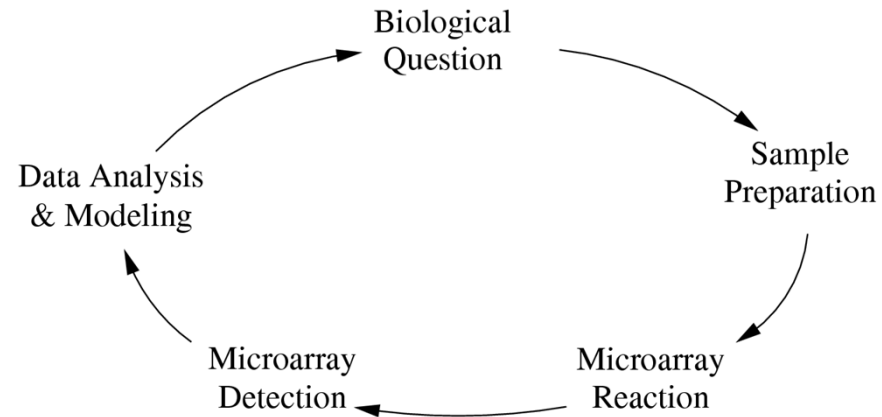 Biological
Question
Sample
Preparation
Microarray
Reaction
Microarray
Detection
Data Analysis
& Modeling